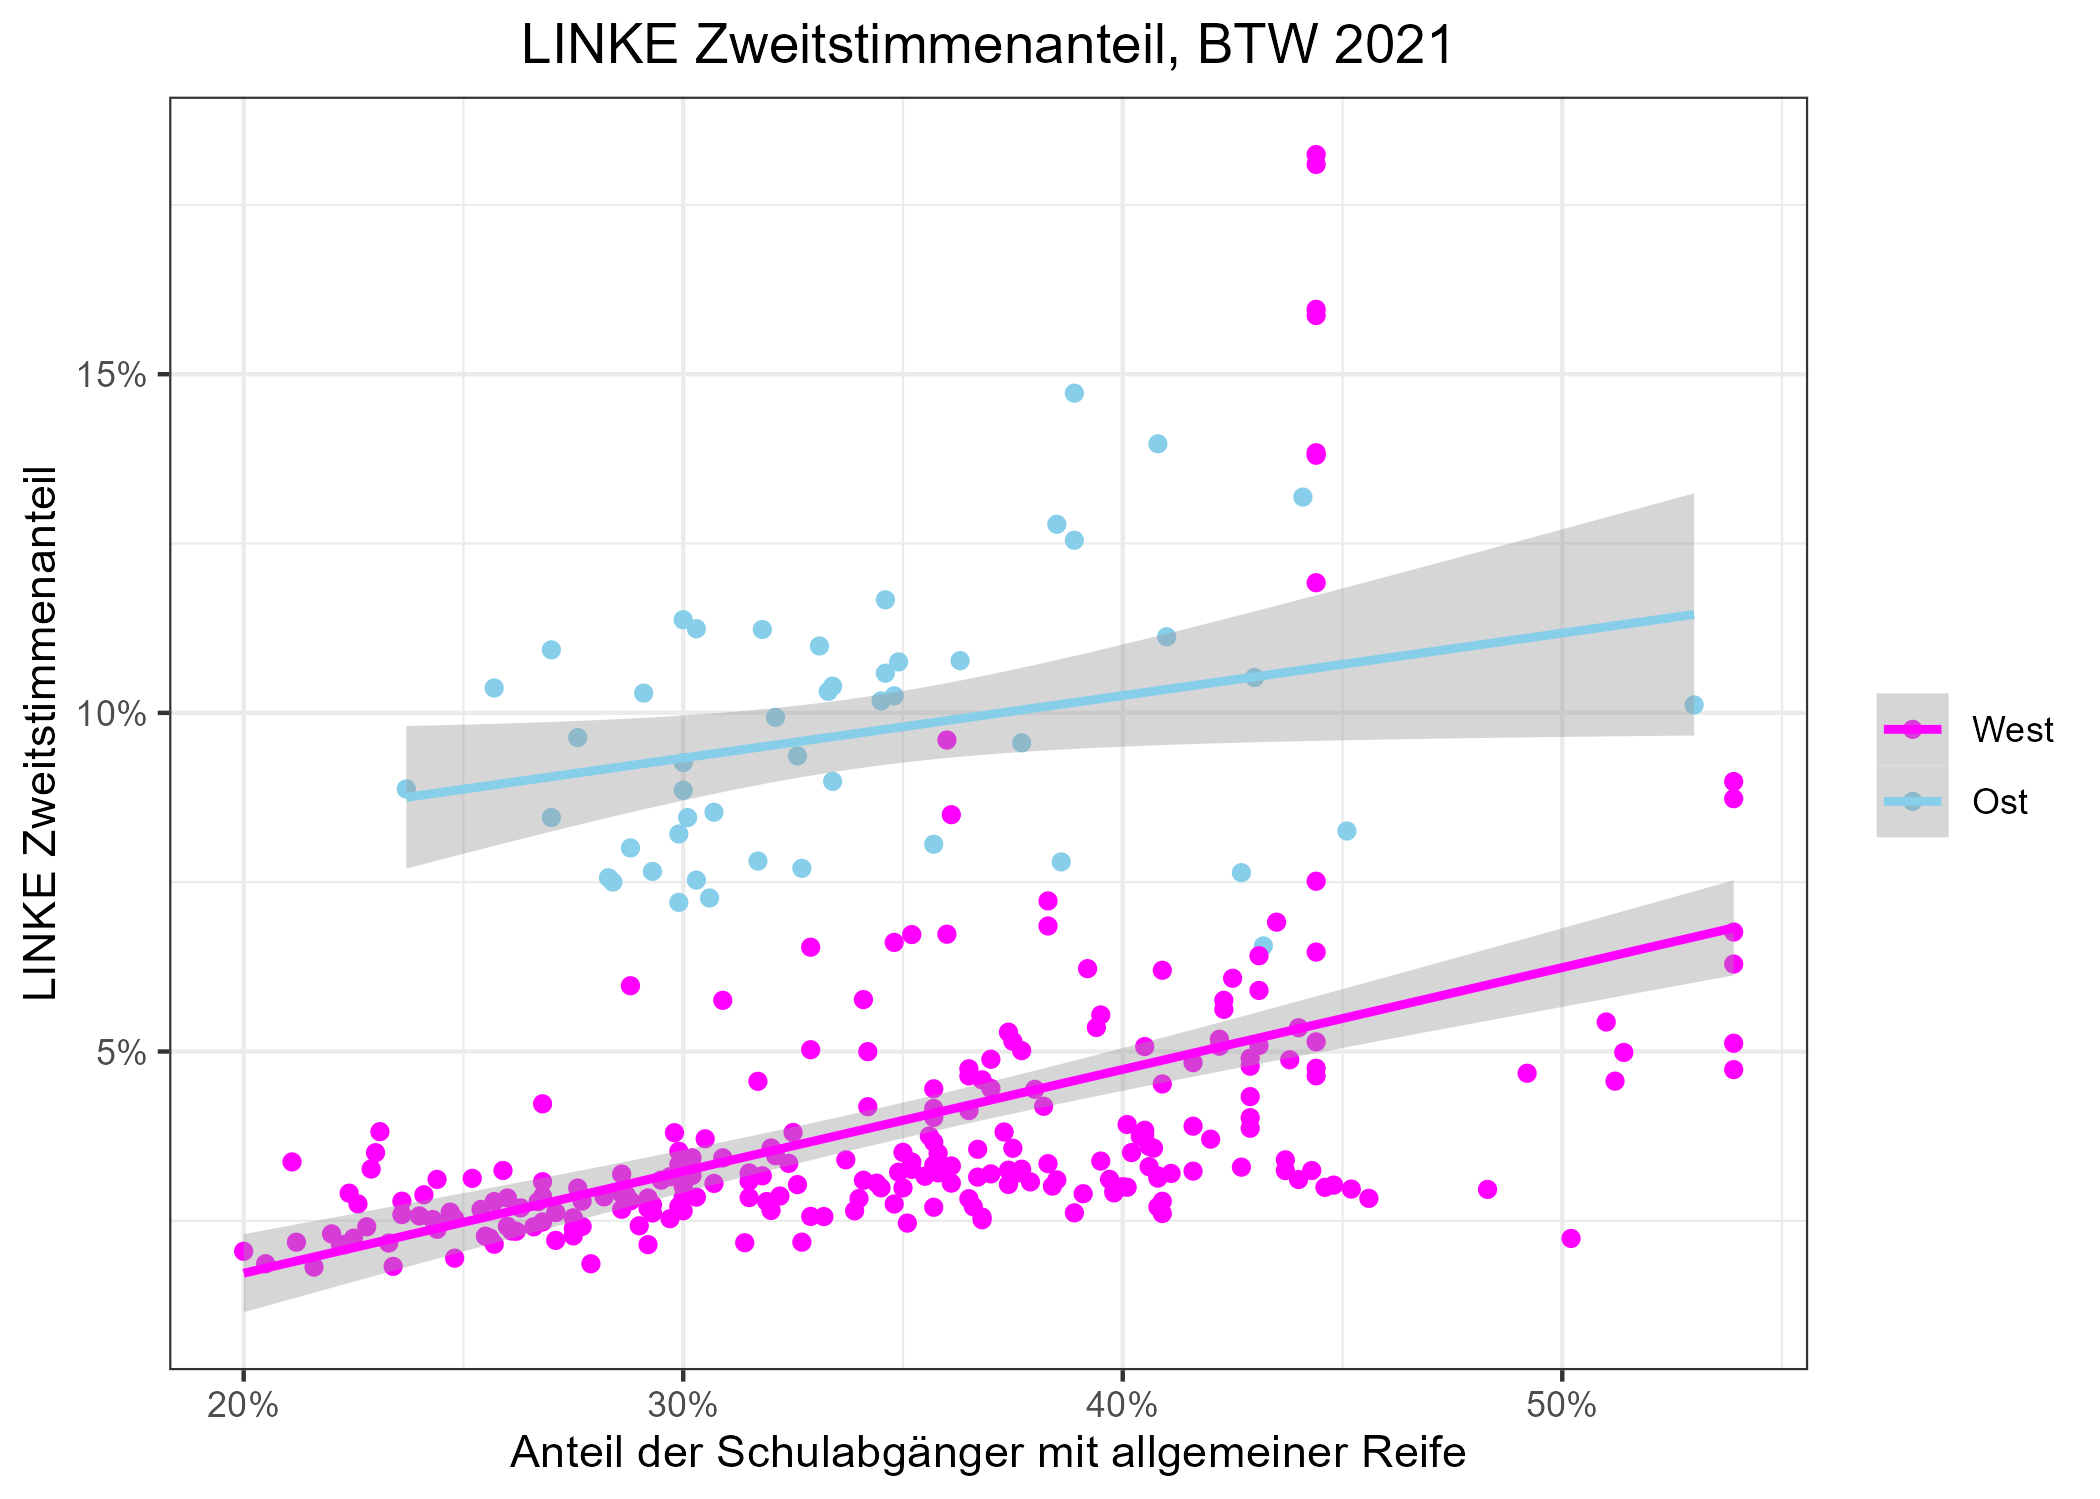 LINKE Zweitstimmenanteil, BTW 2021
LINKE Zweitstimmenanteil
15%
10%
5%
20%
30%
40%
50%
Anteil der Schulabgänger mit allgemeiner Reife
West
Ost